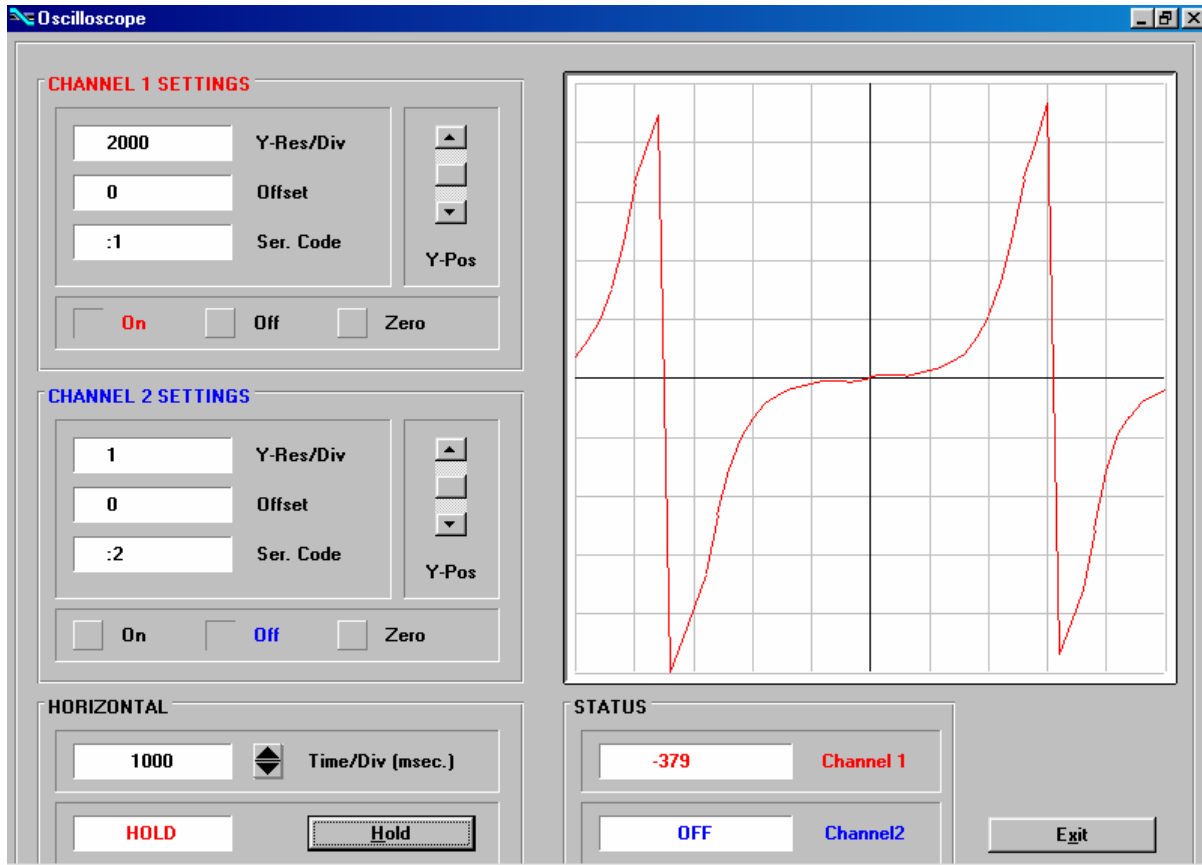 Oscilloscope
CHANNEL 1 SETTINGS
2000 Y-Res/Div
0 Offset
:1 Ser. Code
Y-Pos
On Off Zero
CHANNEL 2 SETTINGS
1 Y-Res/Div
0 Offset
:2 Ser. Code
Y-Pos
On Off Zero
HORIZONTAL
1000 Time/Div (msec.)
HOLD Hold
STATUS
-379 Channel 1
OFF Channel2
Exit